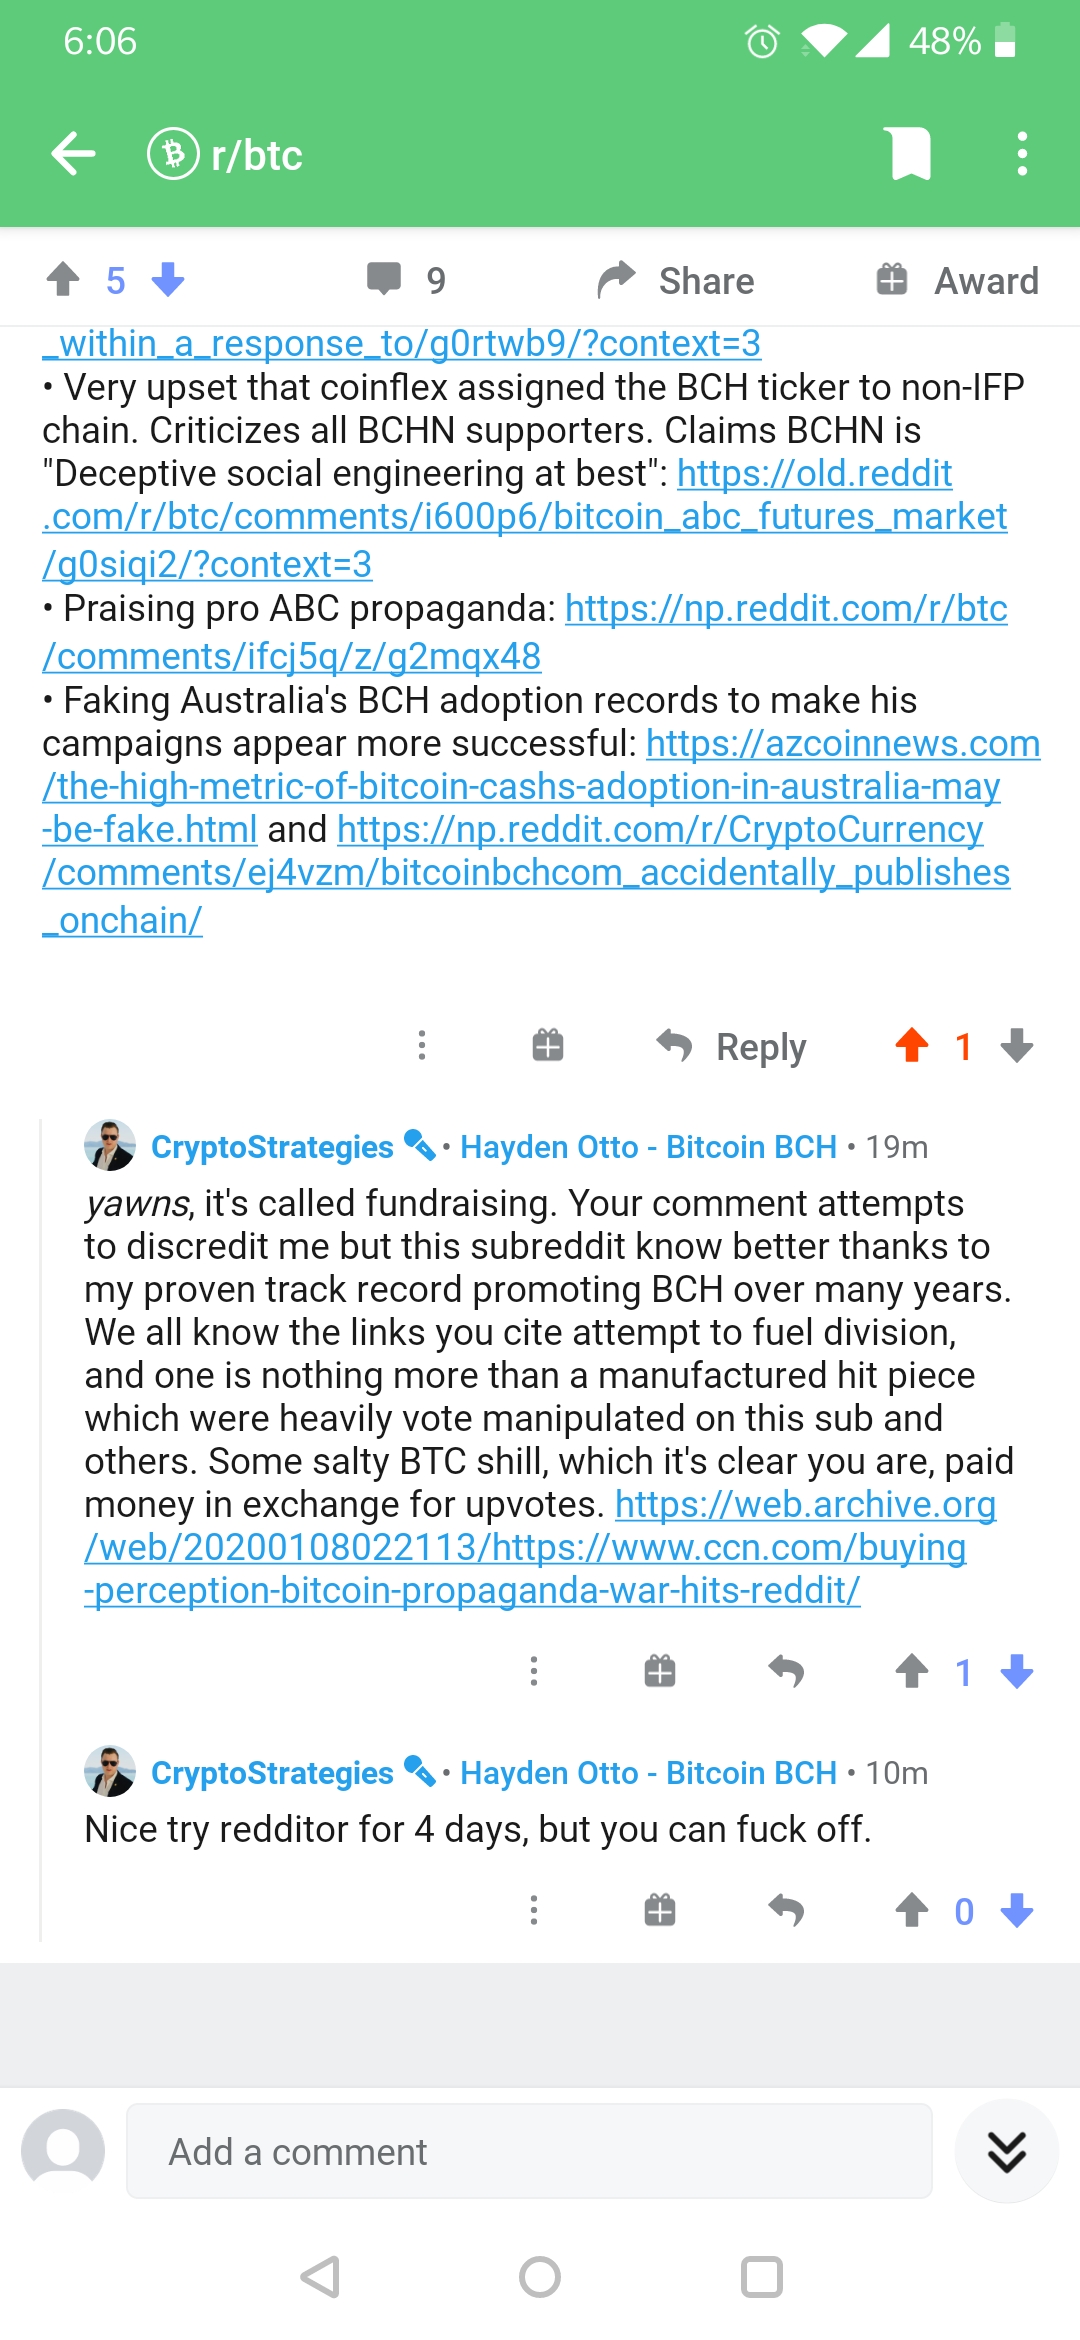 6:06
48%
r/btc
5
9
Share
Award
_within_a_response_to/g0rtwb9/?context=3
• Very upset that coinflex assigned the BCH ticker to non-IFP
chain. Criticizes all BCHN supporters. Claims BCHN is
"Deceptive social engineering at best": https://old.reddit
.com/r/btc/comments/i600p6/bitcoin_abc_futures_market
/g0siqi2/?context=3
• Praising pro ABC propaganda: https://np.reddit.com/r/btc
/comments/ifcj5q/z/g2mqx48
• Faking Australia's BCH adoption records to make his
campaigns appear more successful: https://azcoinnews.com
/the-high-metric-of-bitcoin-cashs-adoption-in-australia-may
-be-fake.html and https://np.reddit.com/r/CryptoCurrency
/comments/ej4vzm/bitcoinbchcom_accidentally_publishes
_onchain/
Reply
1
CryptoStrategies • Hayden Otto - Bitcoin BCH • 19m
yawns, it's called fundraising. Your comment attempts
to discredit me but this subreddit know better thanks to
my proven track record promoting BCH over many years.
We all know the links you cite attempt to fuel division,
and one is nothing more than a manufactured hit piece
which were heavily vote manipulated on this sub and
others. Some salty BTC shill, which it's clear you are, paid
money in exchange for upvotes. https://web.archive.org
/web/20200108022113/https://www.ccn.com/buying
-perception-bitcoin-propaganda-war-hits-reddit/
1
CryptoStrategies • Hayden Otto - Bitcoin BCH • 10m
Nice try redditor for 4 days, but you can fuck off.
0
Add a comment